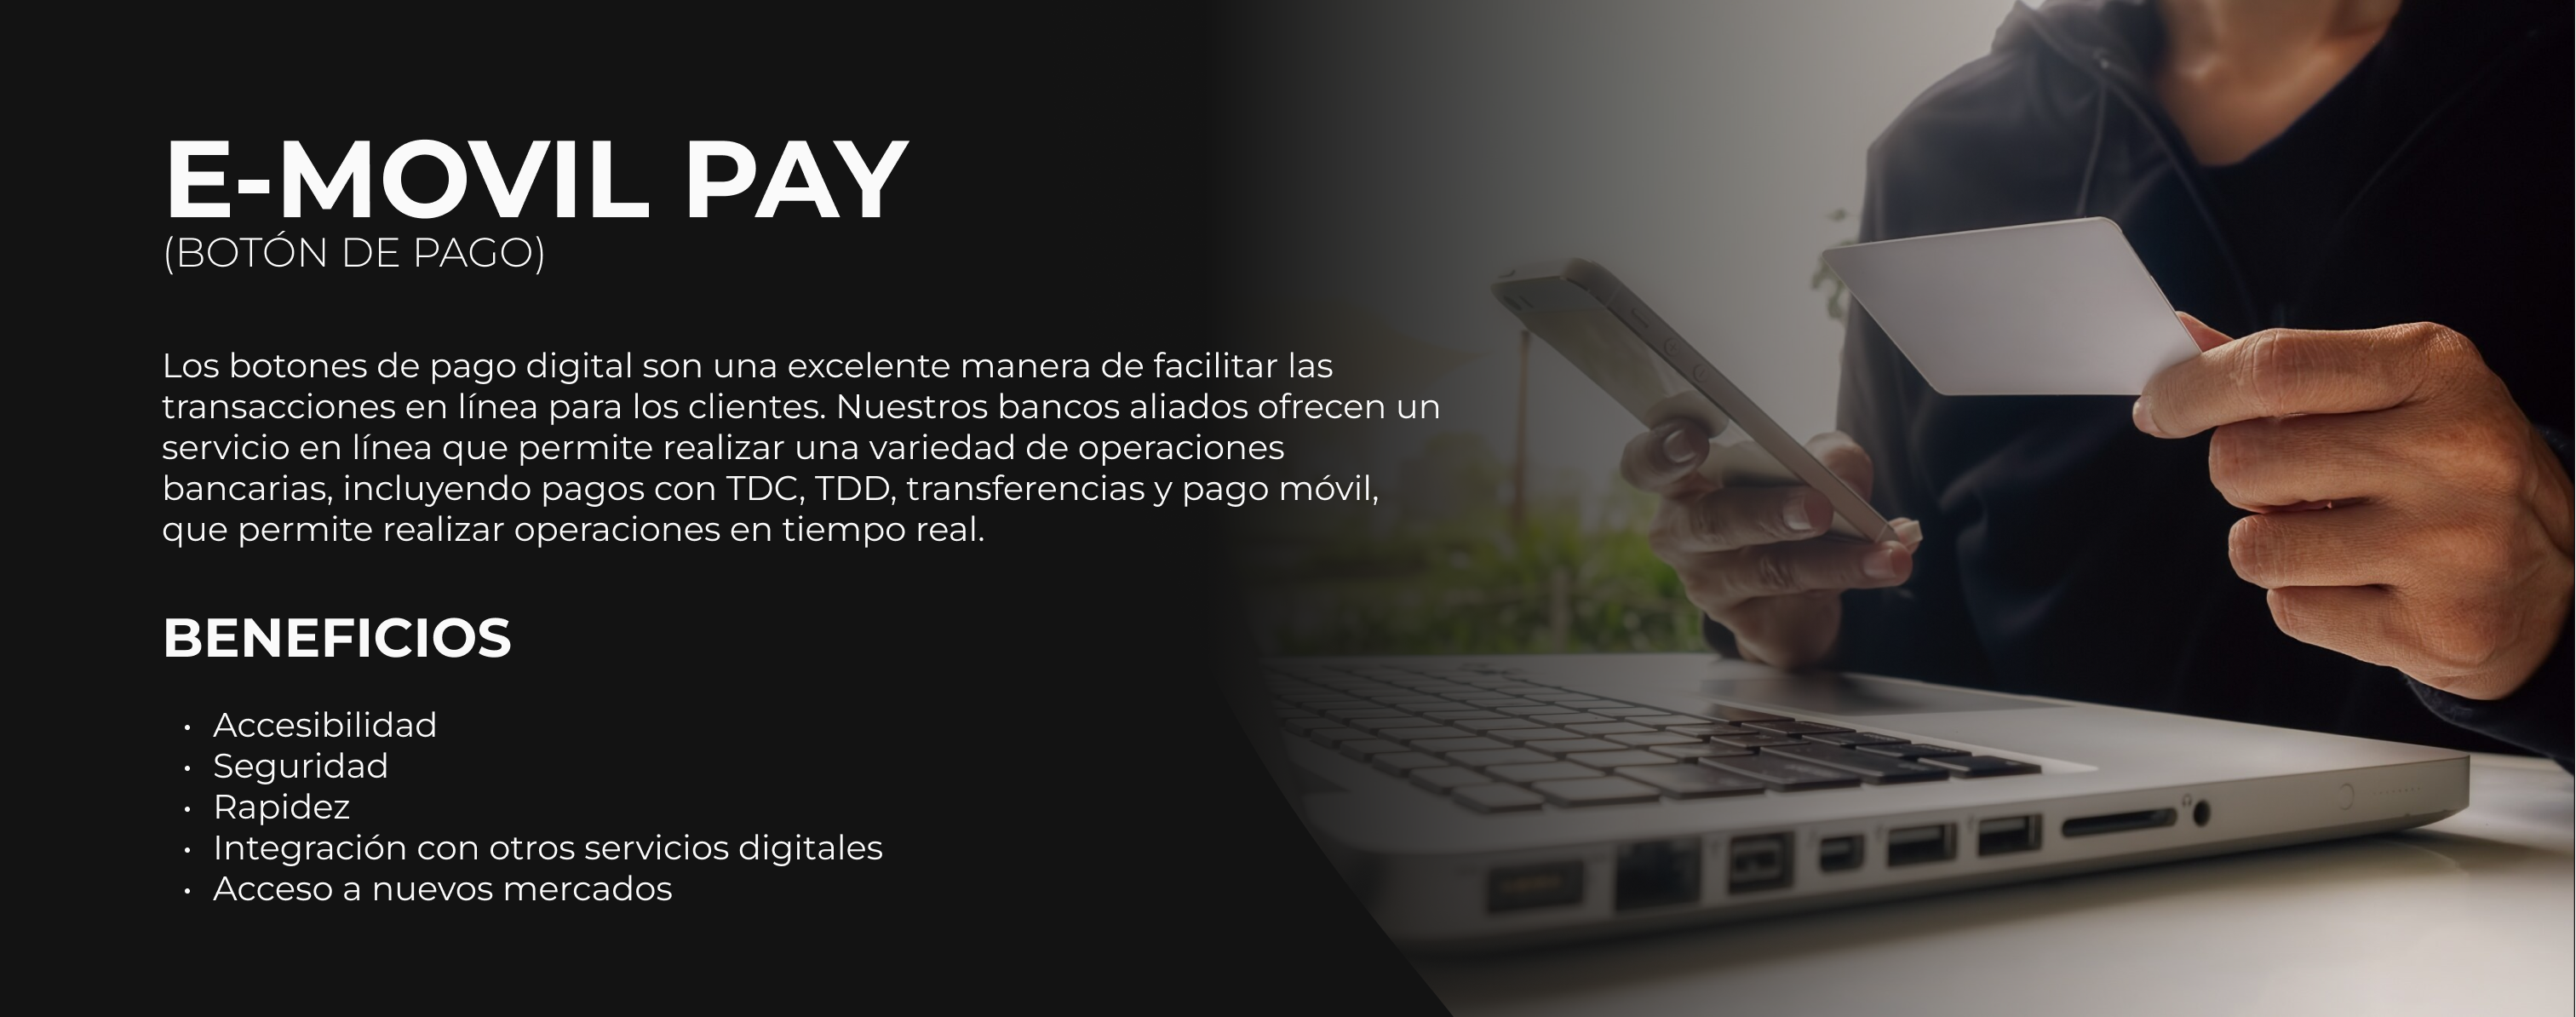 E-MOVIL PAY
(BOTÓN DE PAGO)
Los botones de pago digital son una excelente manera de facilitar las
transacciones en línea para los clientes. Nuestros bancos aliados ofrecen un
servicio en línea que permite realizar una variedad de operaciones
bancarias, incluyendo pagos con TDC, TDD, transferencias y pago móvil,
que permite realizar operaciones en tiempo real.
BENEFICIOS
• Accesibilidad
• Seguridad
• Rapidez
• Integración con otros servicios digitales
• Acceso a nuevos mercados